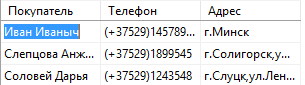 Покупатель Телефон Адрес
Иван Иваныч (+37529)145789... г.Минск
Слепцова Анж... (+37529)1899545 г.Солигорск,у...
Соловей Дарья (+37529)1243548 г.Слуцк,ул.Лен...